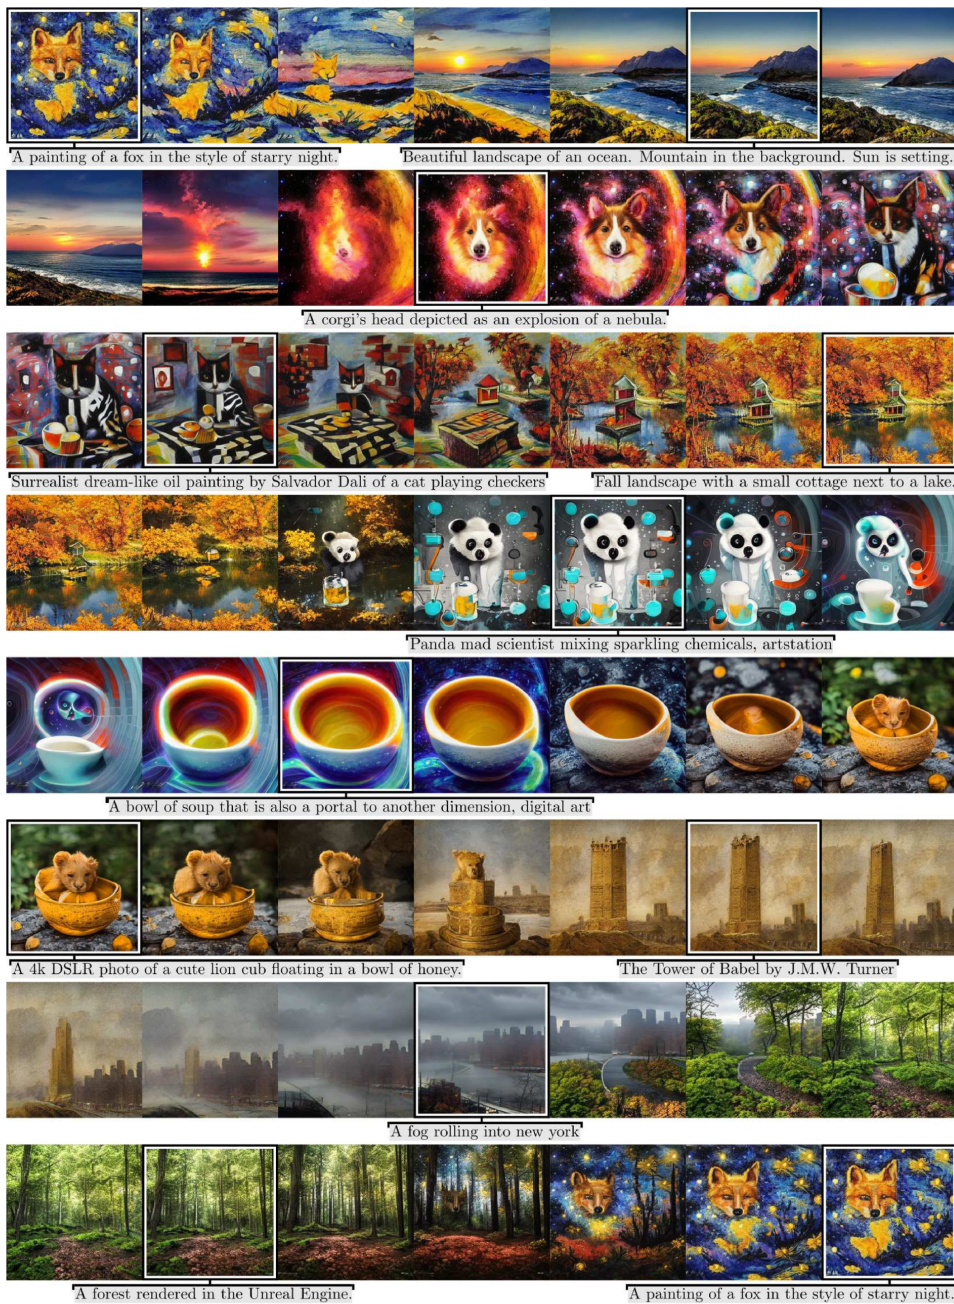 A painting of a fox in the style of starry night.
Beautiful landscape of an ocean. Mountain in the background. Sun is setting.
A corgi's head depicted as an explosion of a nebula.
Surrealist dream-like oil painting by Salvador Dali of a cat playing checkers
Fall landscape with a small cottage next to a lake.
Panda mad scientist mixing sparkling chemicals, artstation
A bowl of soup that is also a portal to another dimension, digital art
A 4k DSLR photo of a cute lion cub floating in a bowl of honey.
The Tower of Babel by J.M.W. Turner
A fog rolling into new york
A forest rendered in the Unreal Engine.
A painting of a fox in the style of starry night.